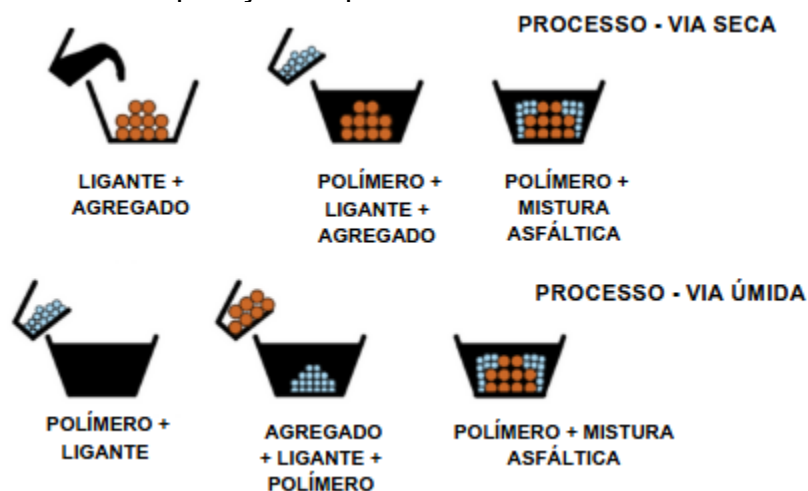 PROCESSO - VIA SECA
LIGANTE +
AGREGADO
POLÍMERO +
LIGANTE +
AGREGADO
POLÍMERO +
MISTURA
ASFÁLTICA
PROCESSO - VIA ÚMIDA
POLÍMERO +
LIGANTE
AGREGADO
+ LIGANTE +
POLÍMERO
POLÍMERO + MISTURA
ASFÁLTICA